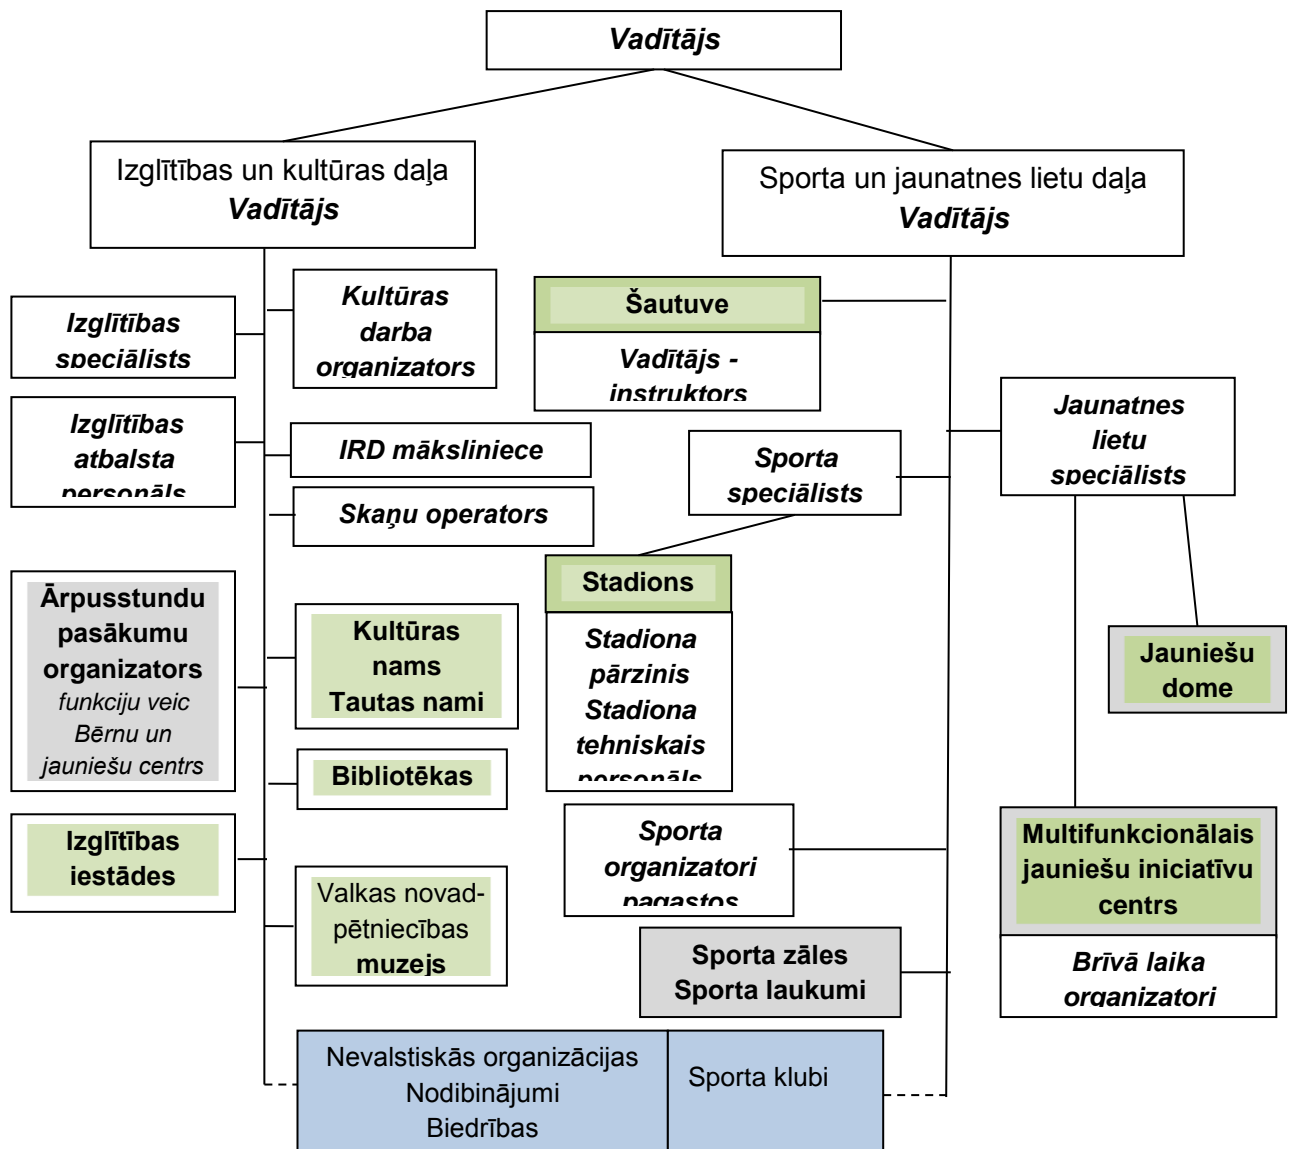 Vadītājs
Izglītības un kultūras daļa
Vadītājs
Sporta un jaunatnes lietu daļa
Vadītājs
Izglītības
speciālists
Kultūras
darba
organizators
Izglītības
atbalsta
personāls
IRD māksliniece
Skaņu operators
Ārpusstundu
pasākumu
organizators
funkciju veic
Bērnu un
jauniešu centrs
Kultūras
nams
Tautas nami
Bibliotēkas
Izglītības
iestādes
Valkas novad-
pētniecības
muzejs
Šautuve
Vadītājs -
instruktors
Sporta
speciālists
Stadions
Stadiona
pārzinis
Stadiona
tehniskais
personāls
Sporta
organizatori
pagastos
Sporta zāles
Sporta laukumi
Jaunatnes
lietu
speciālists
Jauniešu
dome
Multifunkcionālais
jauniešu iniciatīvu
centrs
Brīvā laika
organizatori
Nevalstiskās organizācijas
Nodibinājumi
Biedrības
Sporta klubi